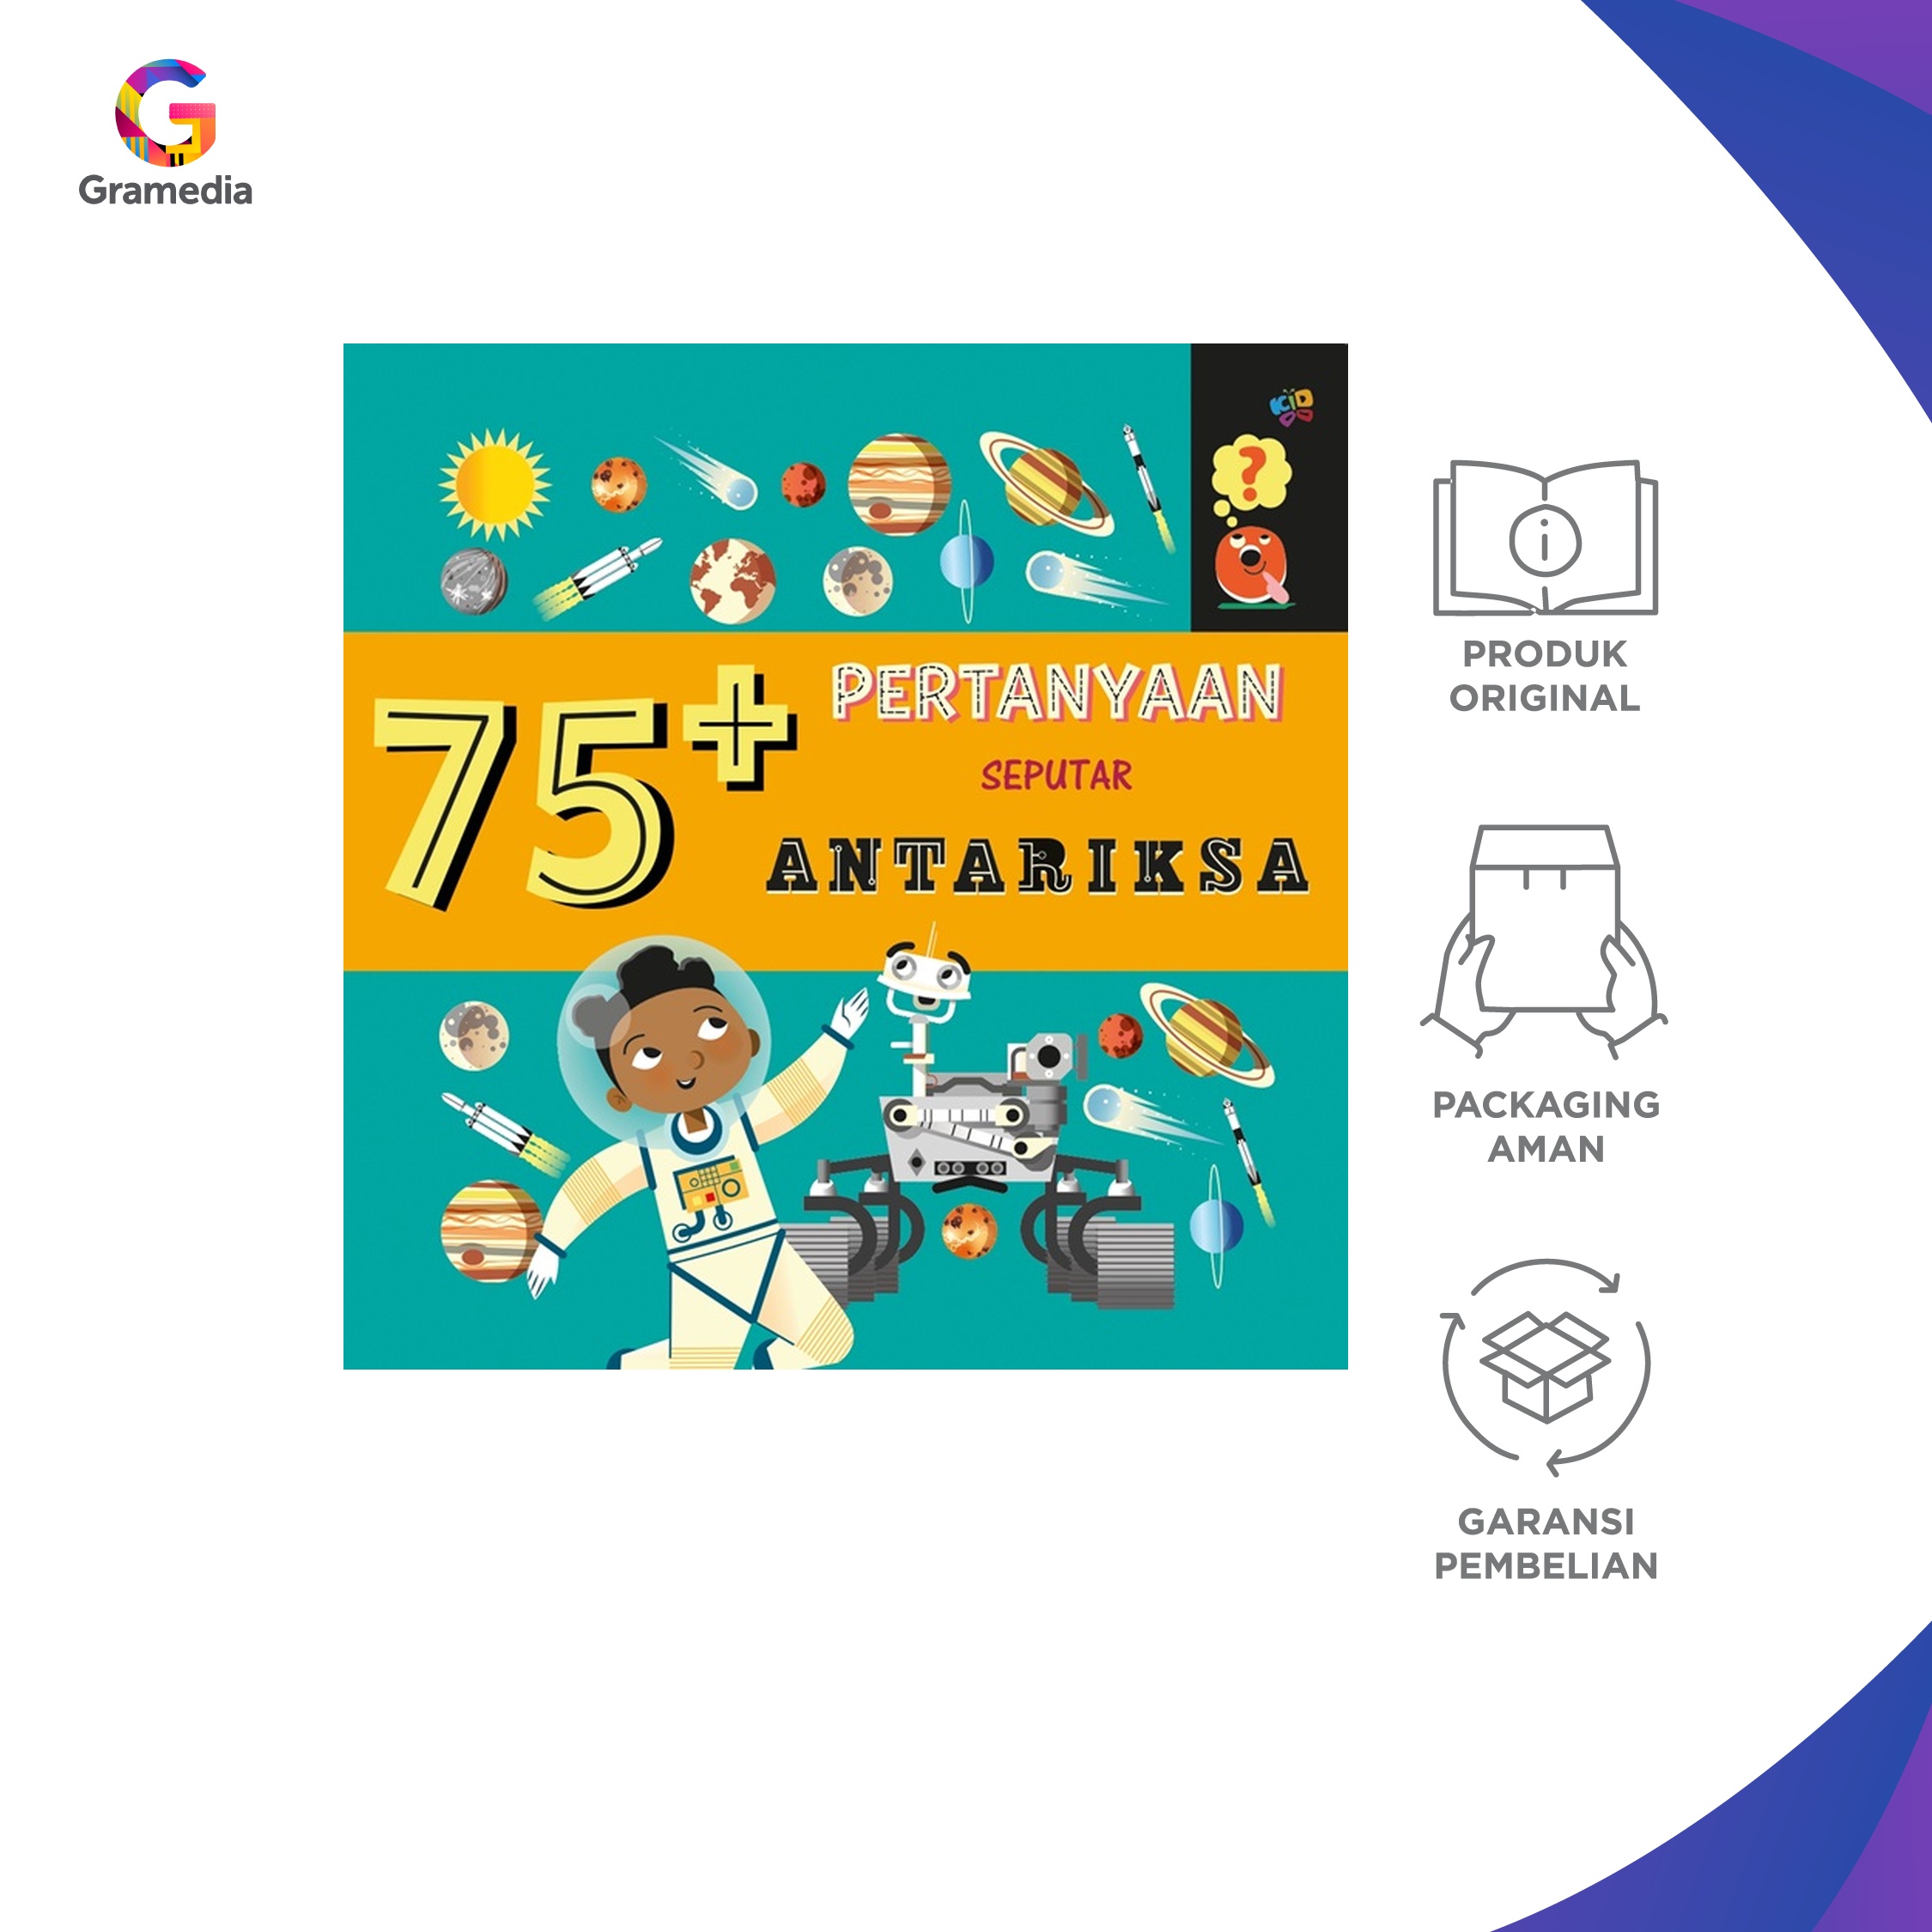 Gramedia
KiD
?
75+
PERTANYAAN
SEPUTAR
ANTARIKSA
PRODUK
ORIGINAL
PACKAGING
AMAN
GARANSI
PEMBELIAN